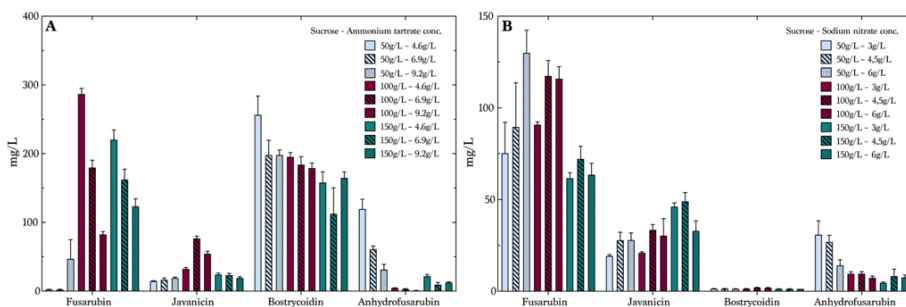 A
Sucrose - Ammonium tartrate conc.
50g/L – 4.6g/L
50g/L – 6.9g/L
50g/L – 9.2g/L
100g/L – 4.6g/L
100g/L – 6.9g/L
100g/L – 9.2g/L
150g/L – 4.6g/L
150g/L – 6.9g/L
150g/L – 9.2g/L
mg/L
400
300
200
100
0
Fusarubin
Javanicin
Bostrycoidin
Anhydrofusarubin
B
Sucrose - Sodium nitrate conc.
50g/L – 3g/L
50g/L – 4,5g/L
50g/L – 6g/L
100g/L – 3g/L
100g/L – 4,5g/L
100g/L – 6g/L
150g/L – 3g/L
150g/L – 4,5g/L
150g/L – 6g/L
mg/L
150
100
50
0
Fusarubin
Javanicin
Bostrycoidin
Anhydrofusarubin